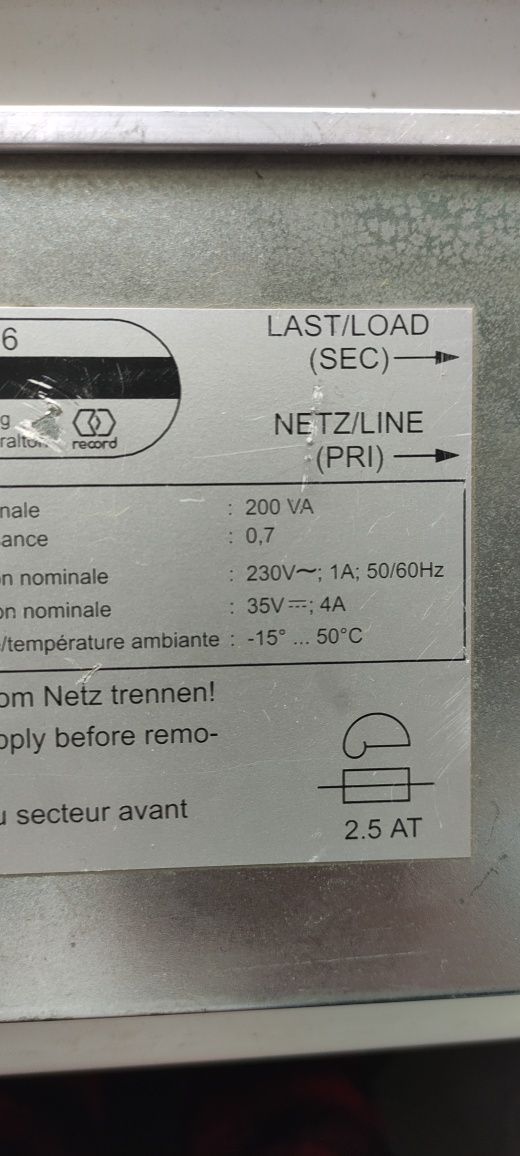 6
LAST/LOAD
(SEC)
g
record
NETZ/LINE
(PRI)
nale : 200 VA
ance : 0,7
n nominale : 230V~; 1A; 50/60Hz
on nominale : 35V⎓; 4A
/température ambiante : -15° ... 50°C
om Netz trennen!
pply before remo-
u secteur avant
2.5 AT